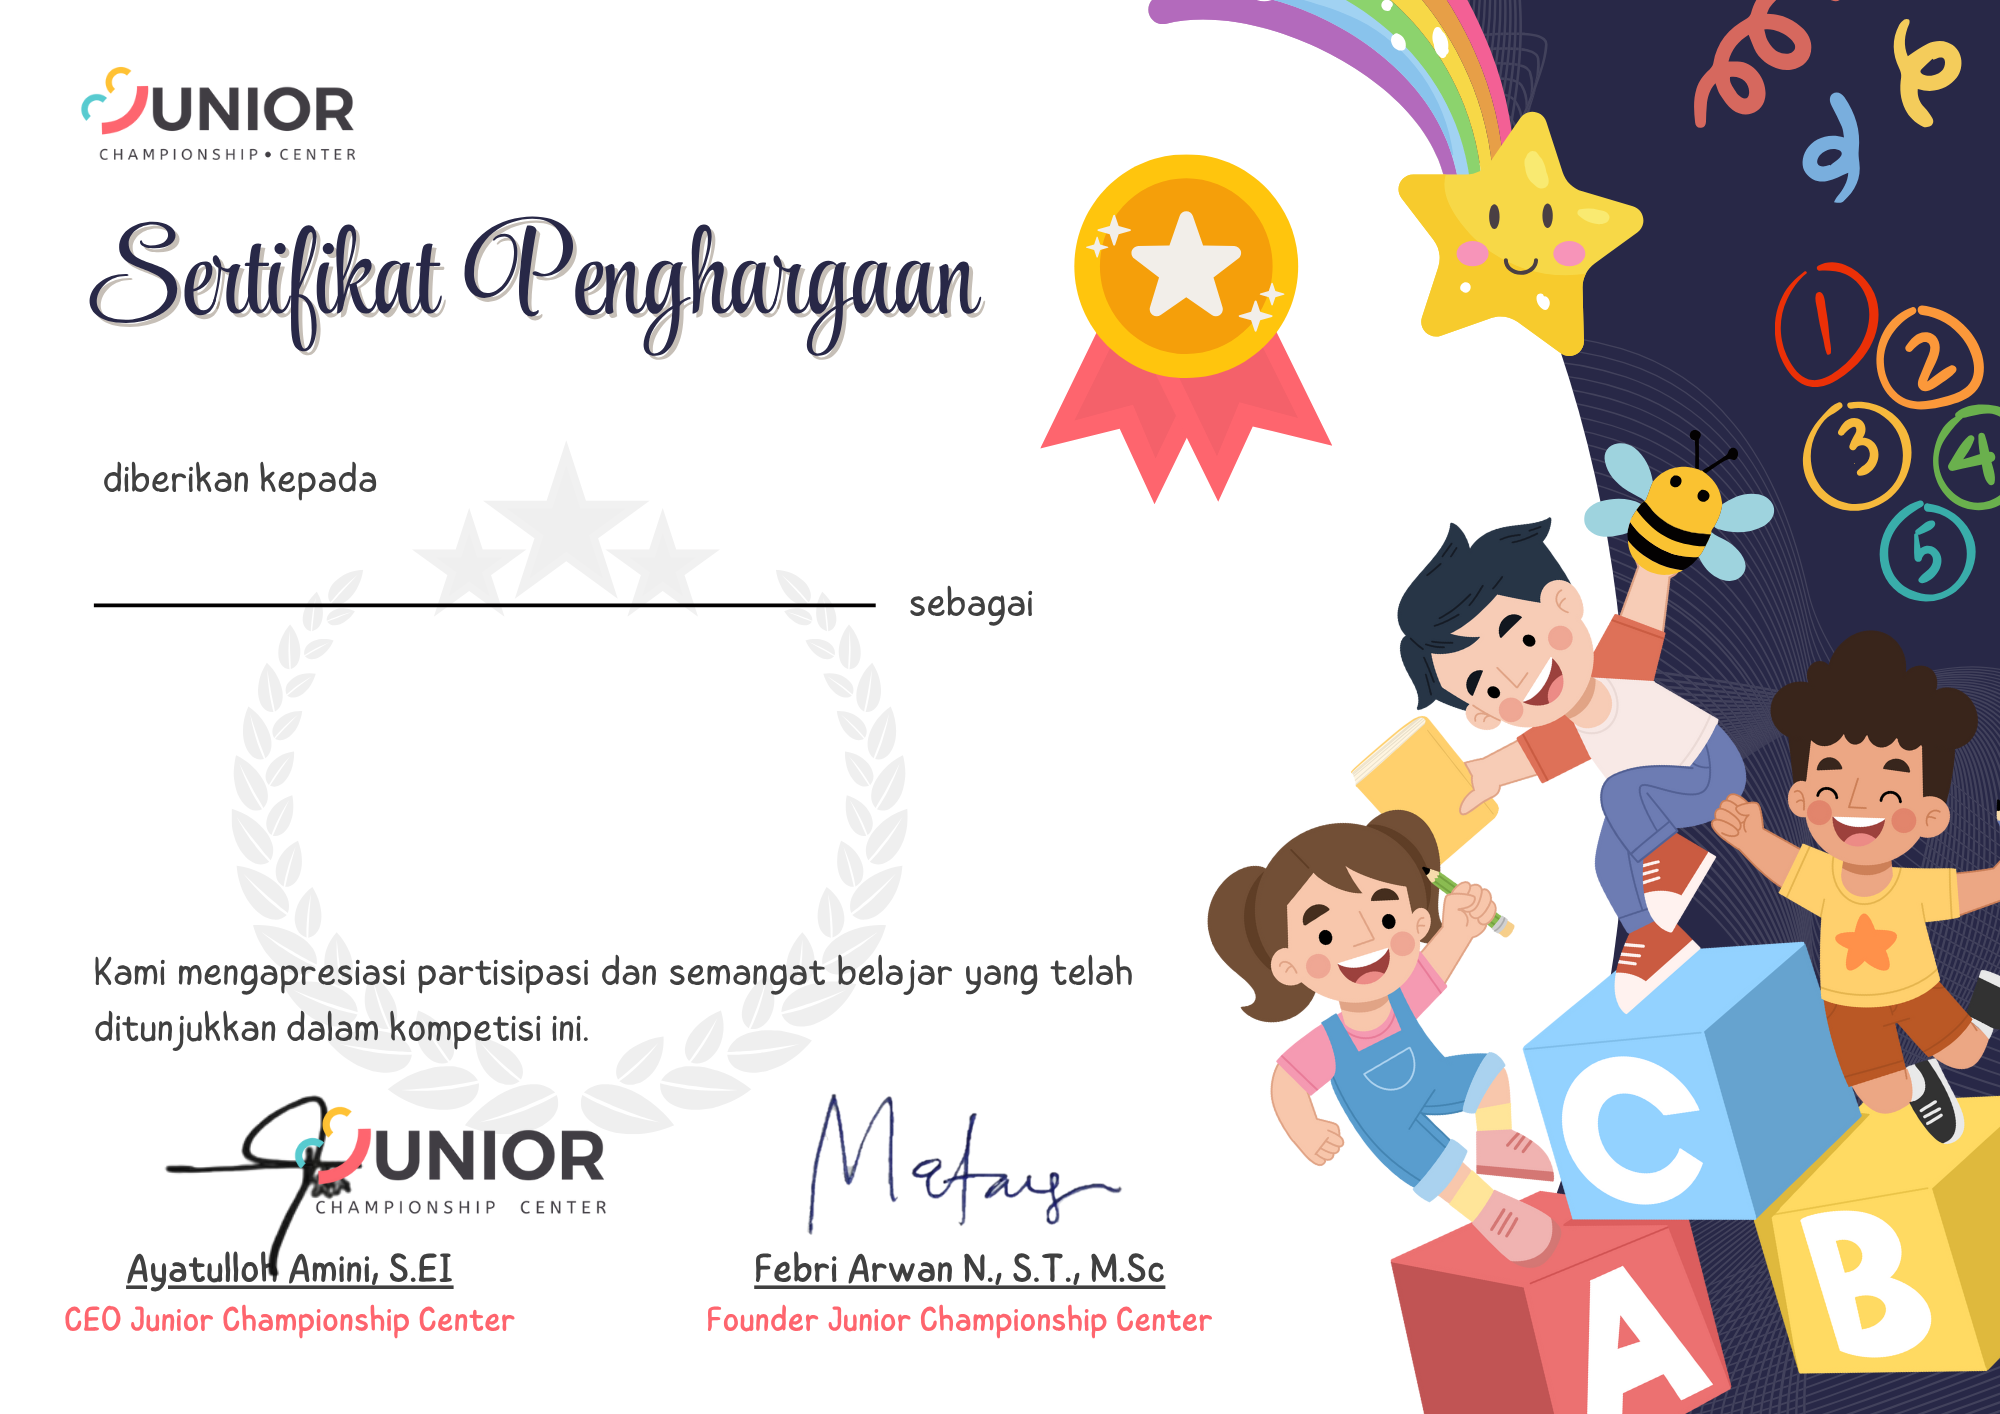 JUNIOR
CHAMPIONSHIP • CENTER
Sertifikat Penghargaan
diberikan kepada
sebagai
1
2
3
4
5
Kami mengapresiasi partisipasi dan semangat belajar yang telah
ditunjukkan dalam kompetisi ini.
JUNIOR
CHAMPIONSHIP CENTER
Ayatulloh Amini, S.EI
CEO Junior Championship Center
Febri Arwan N., S.T., M.Sc
Founder Junior Championship Center
C
B
A